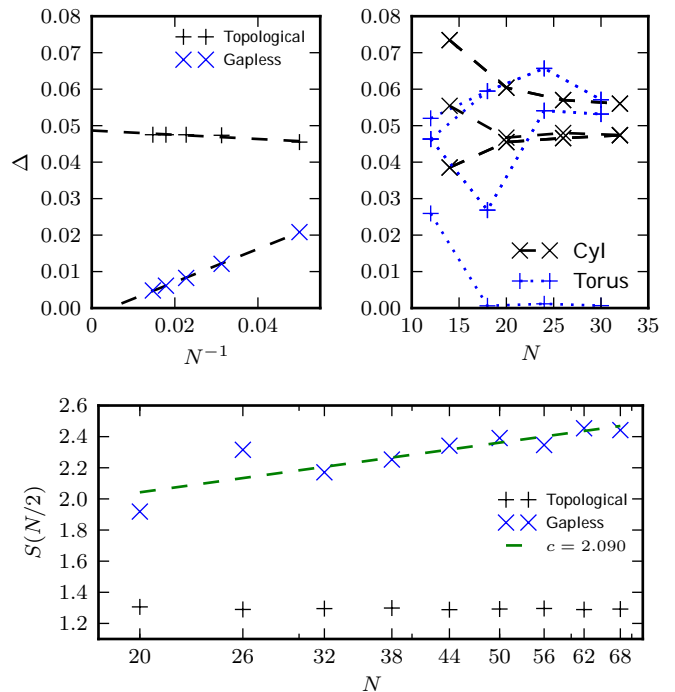 0.08
0.07
0.06
0.05
0.04
0.03
0.02
0.01
0.00
Δ
0
0.02
0.04
N⁻¹
Topological
Gapless
0.08
0.07
0.06
0.05
0.04
0.03
0.02
0.01
0.00
10 15 20 25 30 35
N
Cyl
Torus
2.6
2.4
2.2
2.0
1.8
1.6
1.4
1.2
S(N/2)
Topological
Gapless
c = 2.090
20 26 32 38 44 50 56 62 68
N